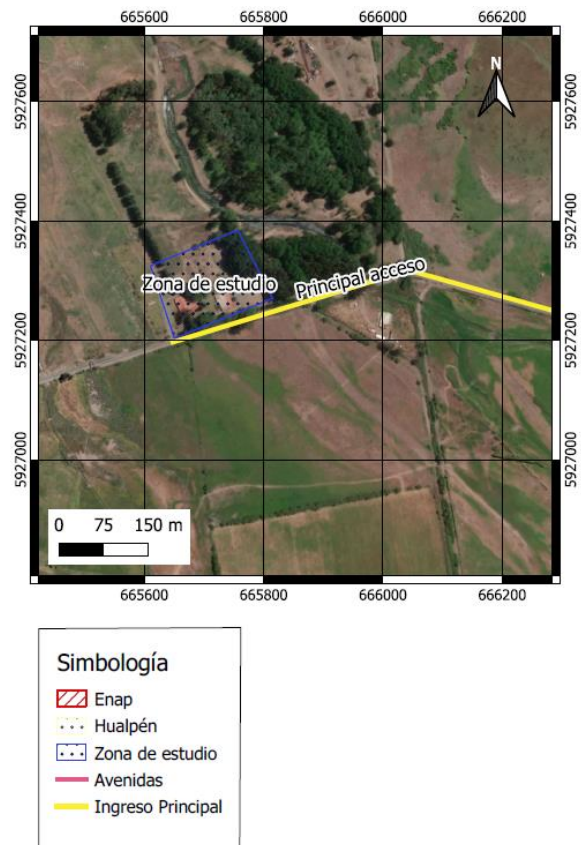 665600 665800 666000 666200
N
5927600 5927600
5927400 5927400
Zona de estudio
Principal acceso
5927200 5927200
5927000 5927000
0 75 150 m
665600 665800 666000 666200
Simbología
Enap
Hualpén
Zona de estudio
Avenidas
Ingreso Principal